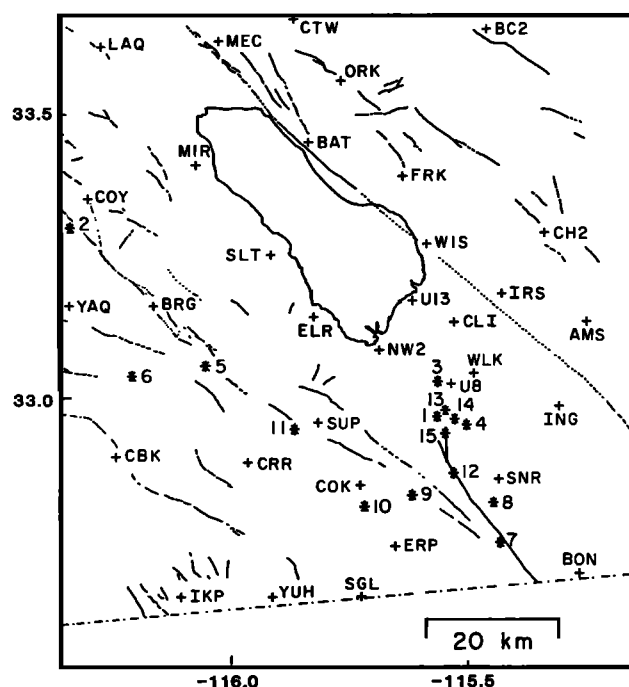 CTW
LAQ
MEC
BC2
ORK
33.5
BAT
MIR
FRK
COY
2
WIS
CH2
SLT
U13
IRS
YAQ
BRG
ELR
CLI
AMS
NW2
WLK
5
3
U8
6
33.0
13
14
ING
1
4
11
SUP
15
CBK
CRR
12
SNR
COK
10
9
8
ERP
7
BON
IKP
YUH
SGL
20 km
-116.0
-115.5